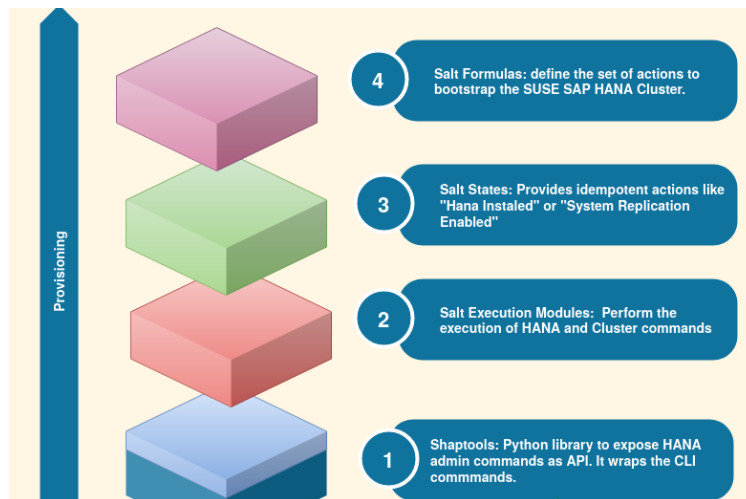 4
Salt Formulas: define the set of actions to
bootstrap the SUSE SAP HANA Cluster.
3
Salt States: Provides idempotent actions like
"Hana Instaled" or "System Replication
Enabled"
Provisioning
2
Salt Execution Modules:  Perform the
execution of HANA and Cluster commands
1
Shaptools: Python library to expose HANA
admin commands as API. It wraps the CLI
commmands.